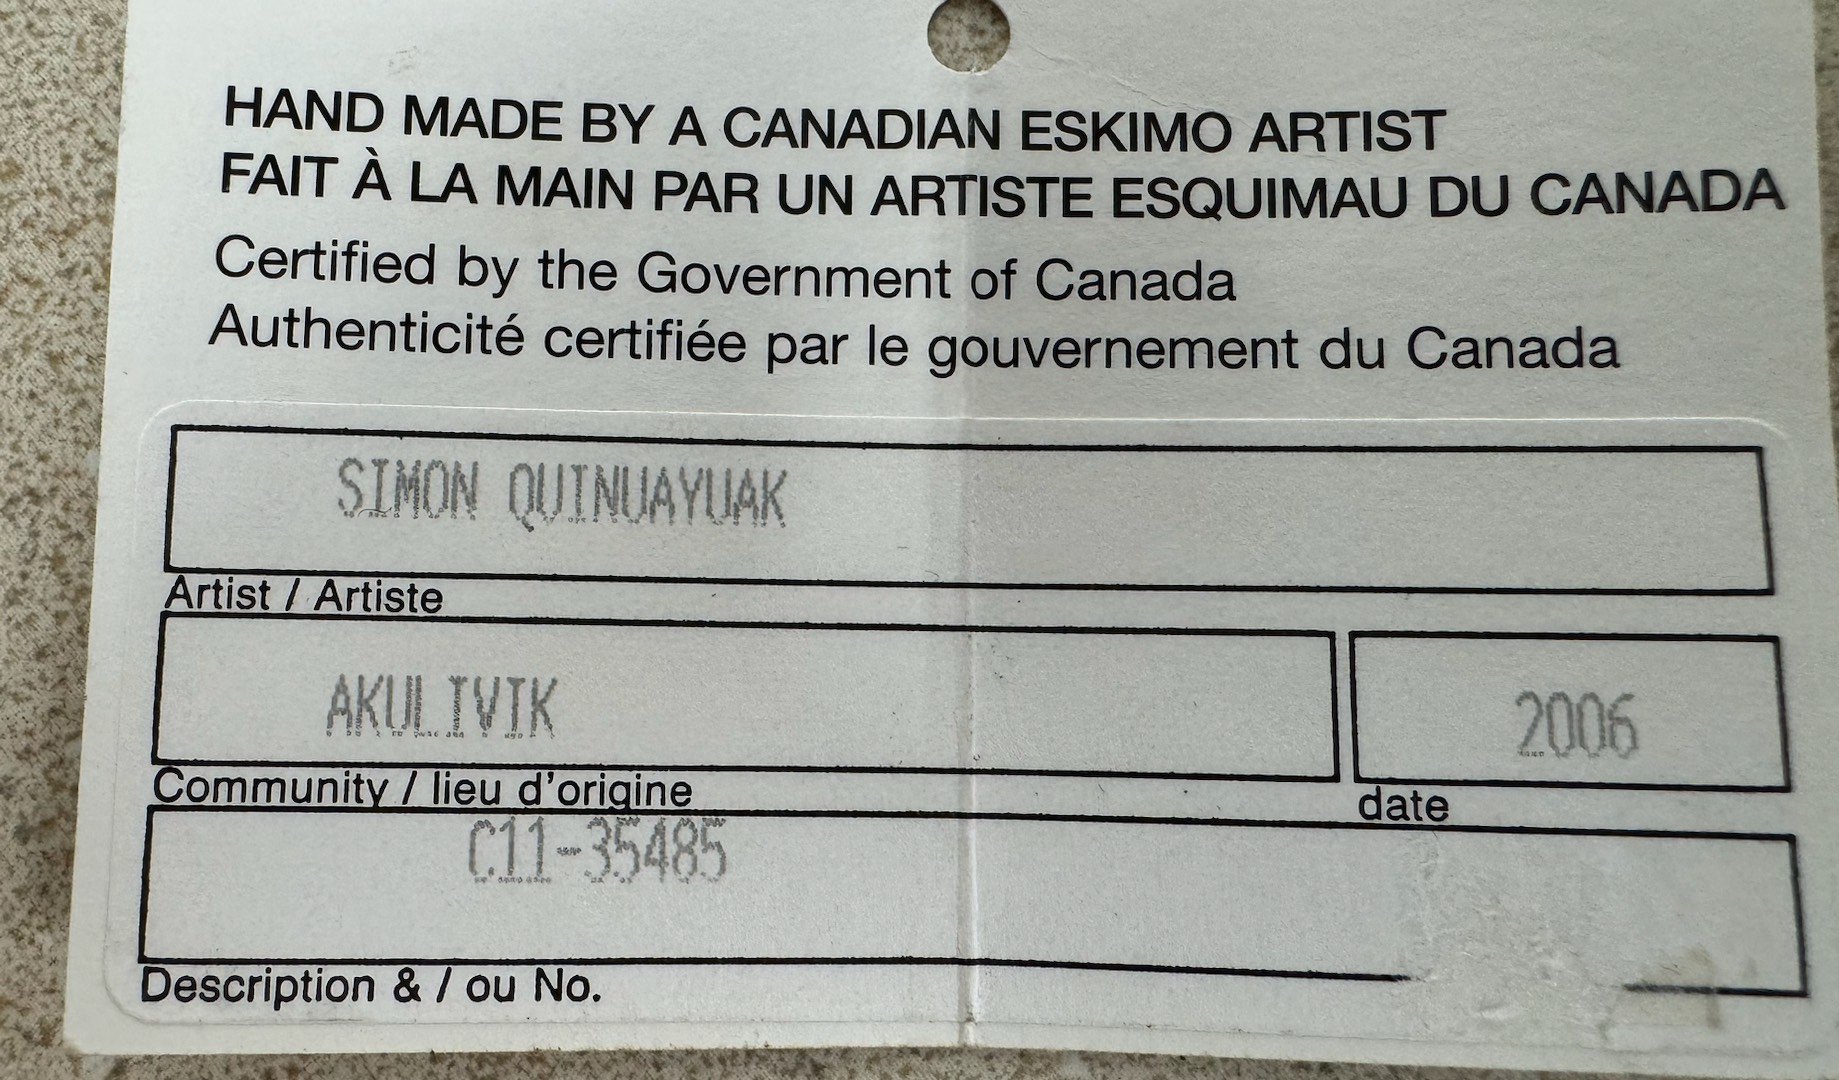 HAND MADE BY A CANADIAN ESKIMO ARTIST
FAIT À LA MAIN PAR UN ARTISTE ESQUIMAU DU CANADA
Certified by the Government of Canada
Authenticité certifiée par le gouvernement du Canada
SIMON QUINUAYUAK
Artist / Artiste
AKULIVIK 2006
Community / lieu d'origine date
C11-35485
Description & / ou No.